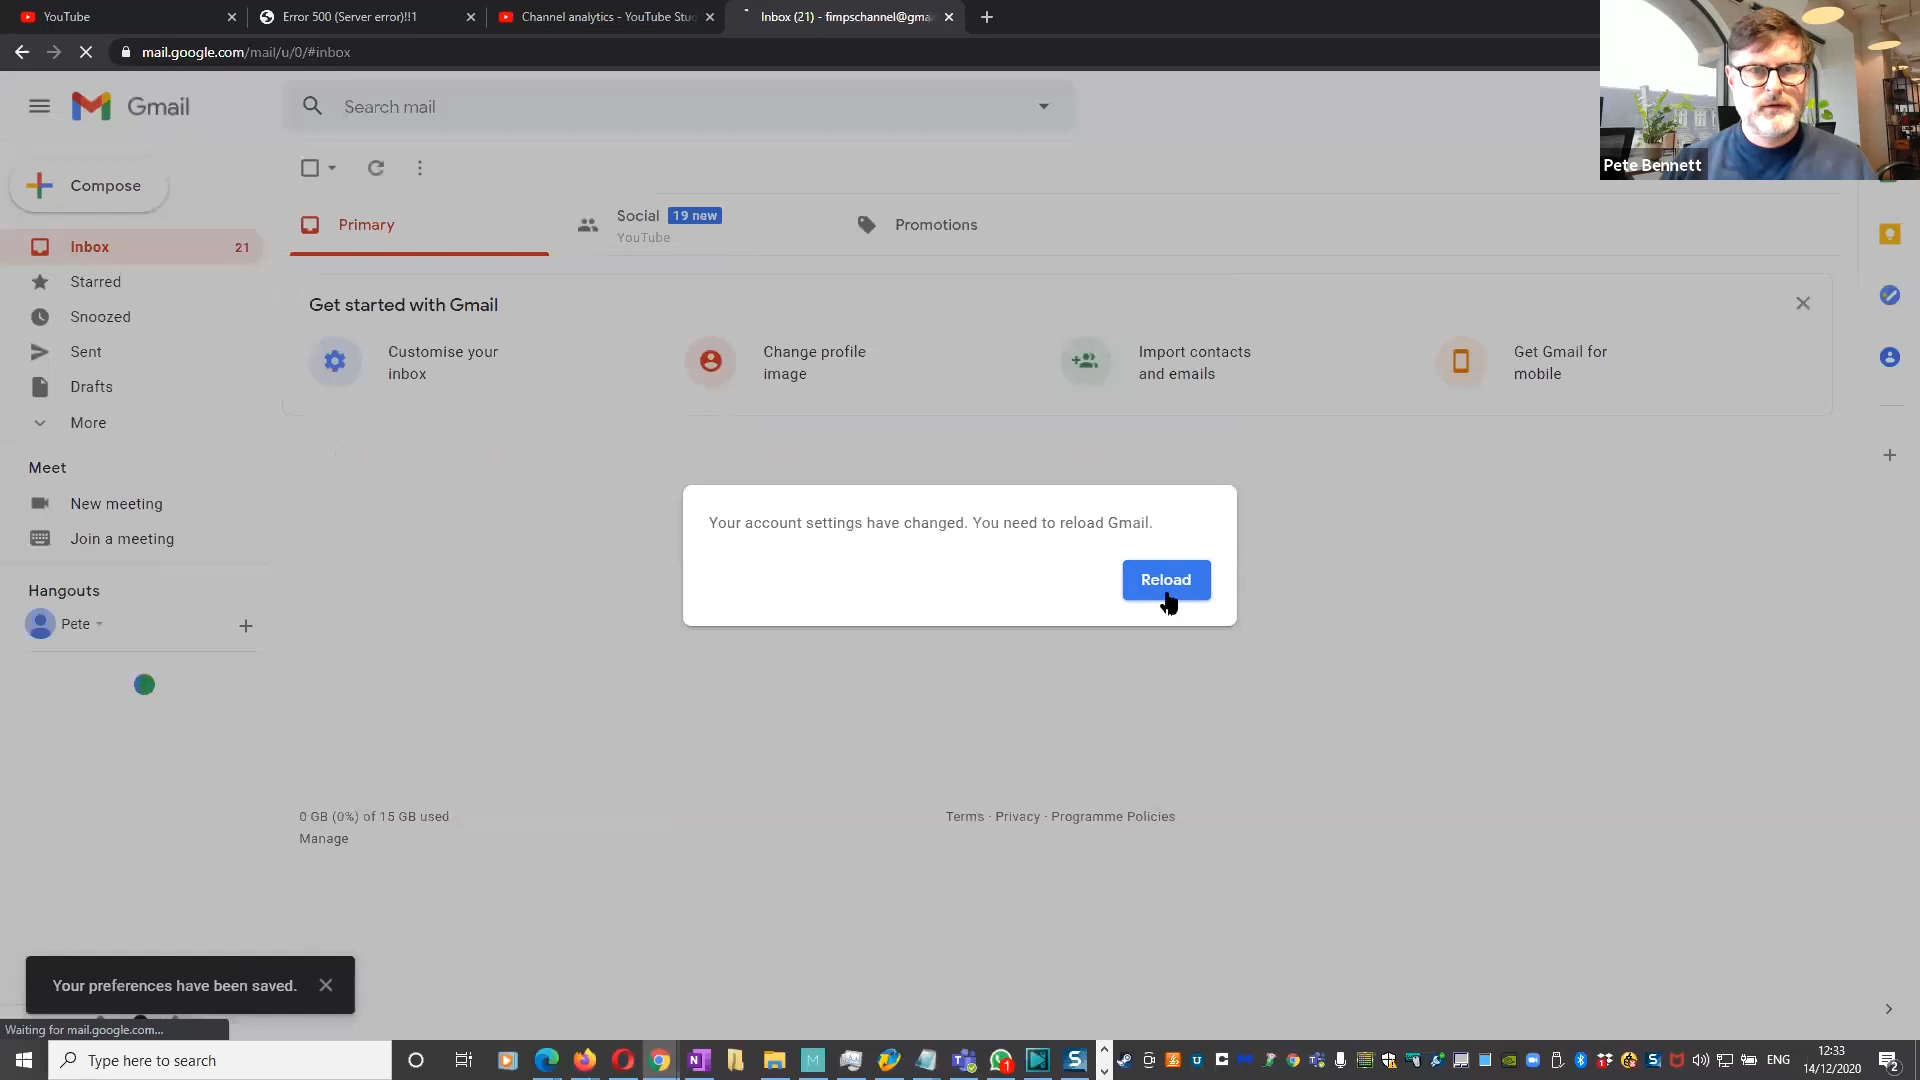 YouTube
Error 500 (Server error)!!1
Channel analytics - YouTube Stu
Inbox (21) - fimpschannel@gma
mail.google.com/mail/u/0/#inbox
Pete Bennett
Gmail
Search mail
Compose
Primary
Social 19 new
YouTube
Promotions
Inbox 21
Starred
Snoozed
Sent
Drafts
More
Get started with Gmail
Customise your
inbox
Change profile
image
Import contacts
and emails
Get Gmail for
mobile
Meet
New meeting
Join a meeting
Hangouts
Pete
Your account settings have changed. You need to reload Gmail.
Reload
0 GB (0%) of 15 GB used
Manage
Terms · Privacy · Programme Policies
Your preferences have been saved.
Waiting for mail.google.com...
Type here to search
ENG
12:33
14/12/2020